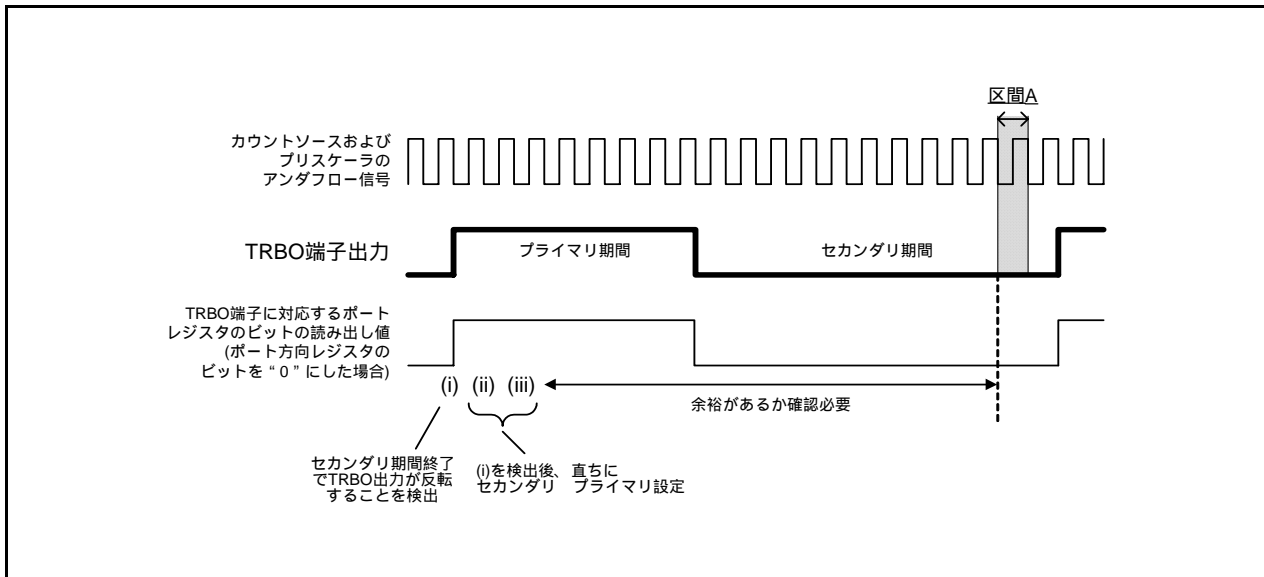 区間A
カウントソースおよび
プリスケーラの
アンダフロー信号
TRBO端子出力
プライマリ期間
セカンダリ期間
TRBO端子に対応するポート
レジスタのビットの読み出し値
(ポート方向レジスタの
ビットを “ 0 ” にした場合)
(i) (ii) (iii)
余裕があるか確認必要
セカンダリ期間終了
でTRBO出力が反転
することを検出
(i)を検出後、直ちに
セカンダリ　プライマリ設定